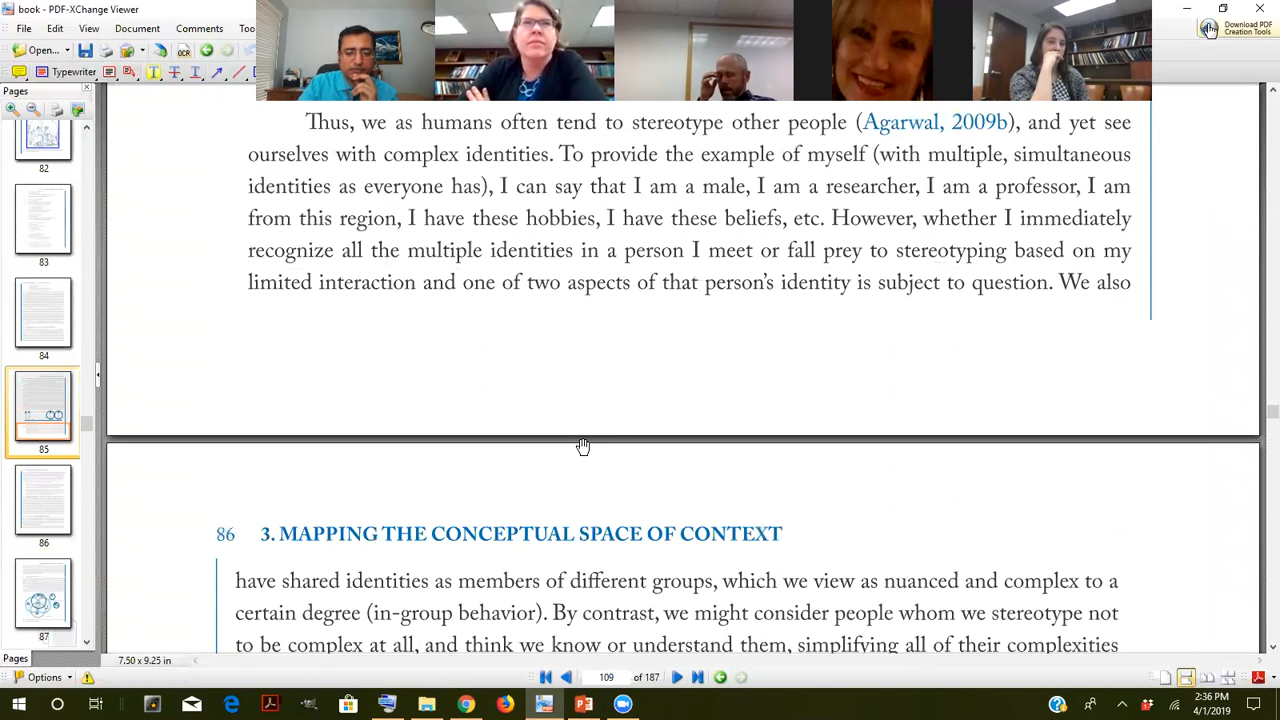 book - PDF-XChange Viewer
File Edit View Document Comments To
Download PDF
Creation Tools
Open...
OCR
Typewriter
Pages
82
83
84
85
86
87
Pages
Thus, we as humans often tend to stereotype other people (Agarwal, 2009b), and yet see
ourselves with complex identities. To provide the example of myself (with multiple, simultaneous
identities as everyone has), I can say that I am a male, I am a researcher, I am a professor, I am
from this region, I have these hobbies, I have these beliefs, etc. However, whether I immediately
recognize all the multiple identities in a person I meet or fall prey to stereotyping based on my
limited interaction and one of two aspects of that person's identity is subject to question. We also
86 3. MAPPING THE CONCEPTUAL SPACE OF CONTEXT
have shared identities as members of different groups, which we view as nuanced and complex to a
certain degree (in-group behavior). By contrast, we might consider people whom we stereotype not
to be complex at all, and think we know or understand them, simplifying all of their complexities
7.50 x 9.25 in
Options
109 of 187
2:36 PM
4/1/2019